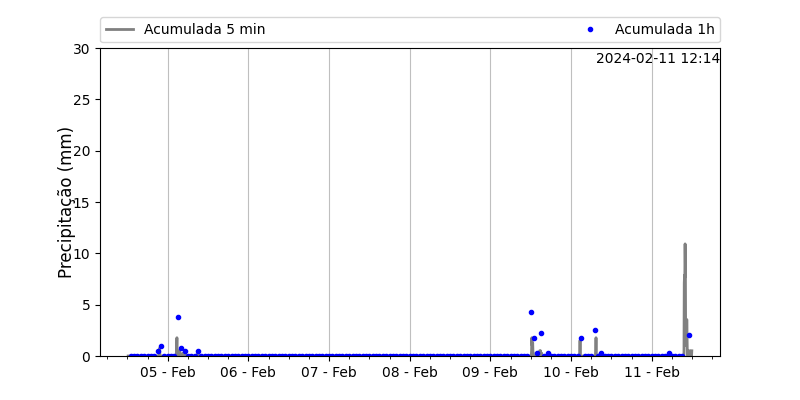 Acumulada 5 min
Acumulada 1h
2024-02-11 12:14
Precipitação (mm)
30
25
20
15
10
5
0
05 - Feb
06 - Feb
07 - Feb
08 - Feb
09 - Feb
10 - Feb
11 - Feb